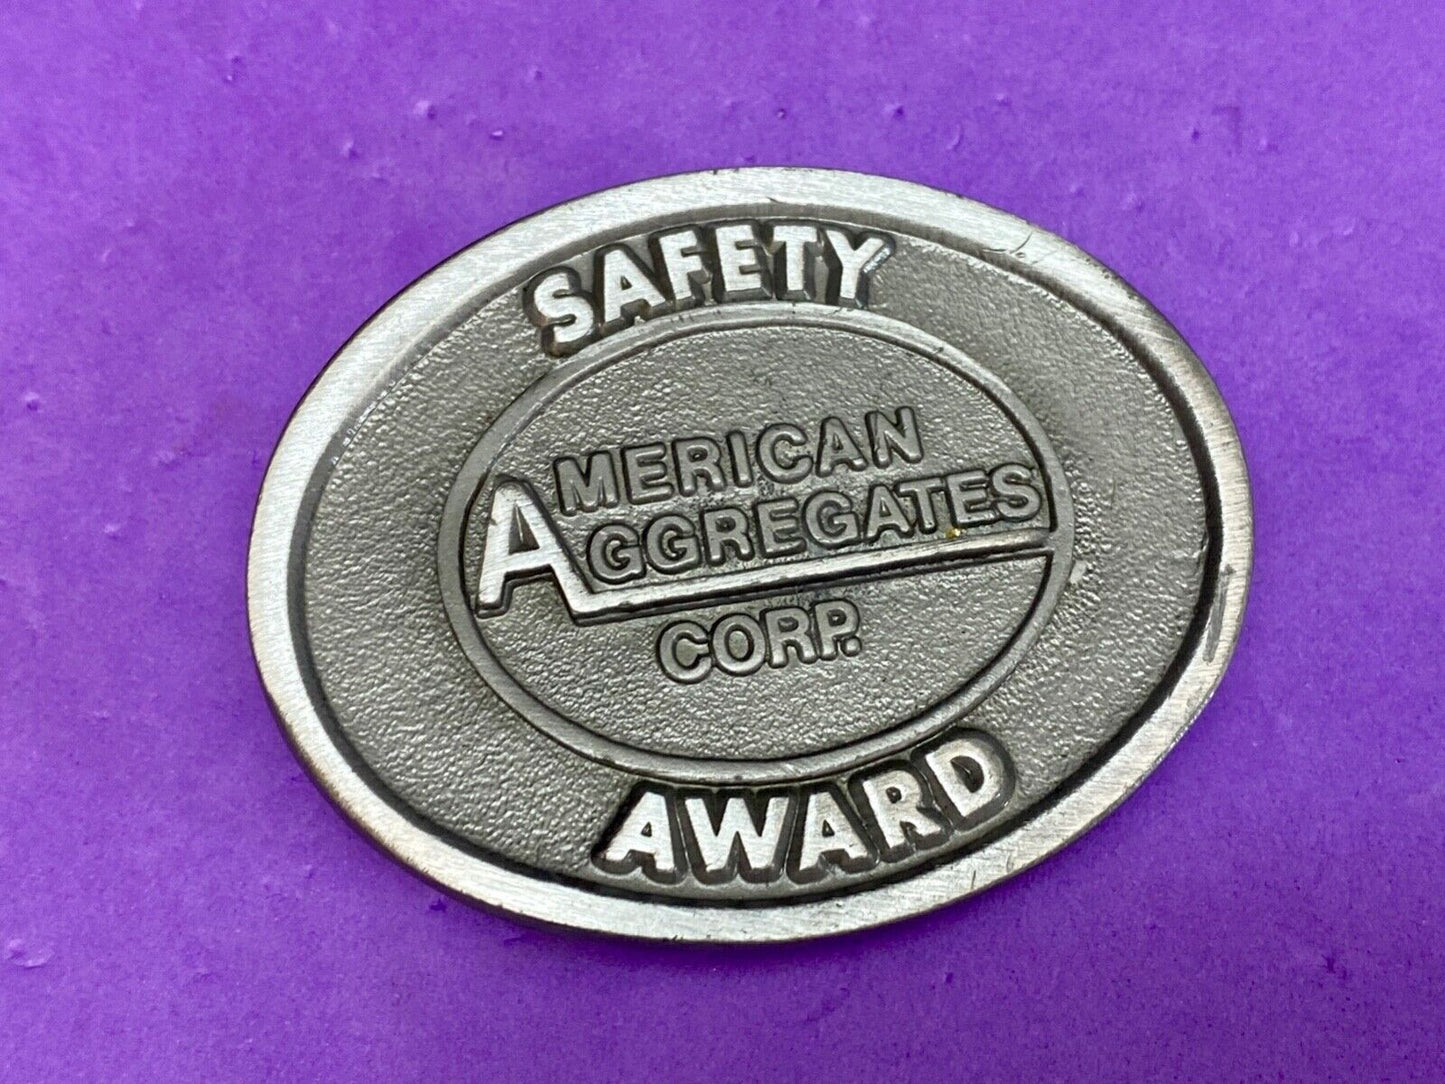 SAFETY
AMERICAN
AGGREGATES
CORP.
AWARD